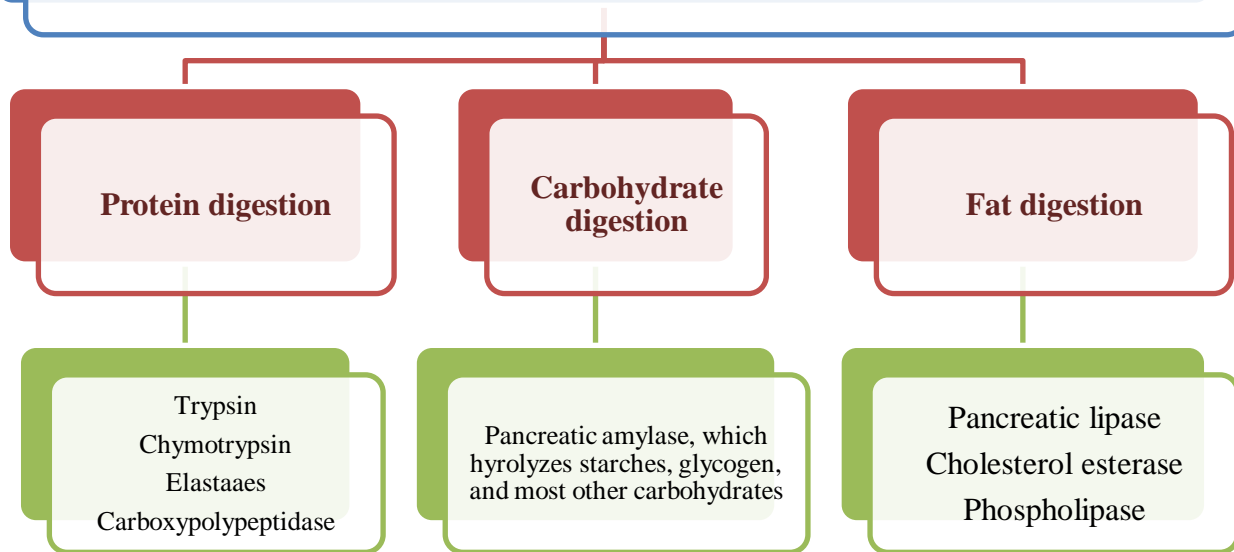 Protein digestion
Carbohydrate
digestion
Fat digestion
Trypsin
Chymotrypsin
Elastaaes
Carboxypolypeptidase
Pancreatic amylase, which
hyrolyzes starches, glycogen,
and most other carbohydrates
Pancreatic lipase
Cholesterol esterase
Phospholipase